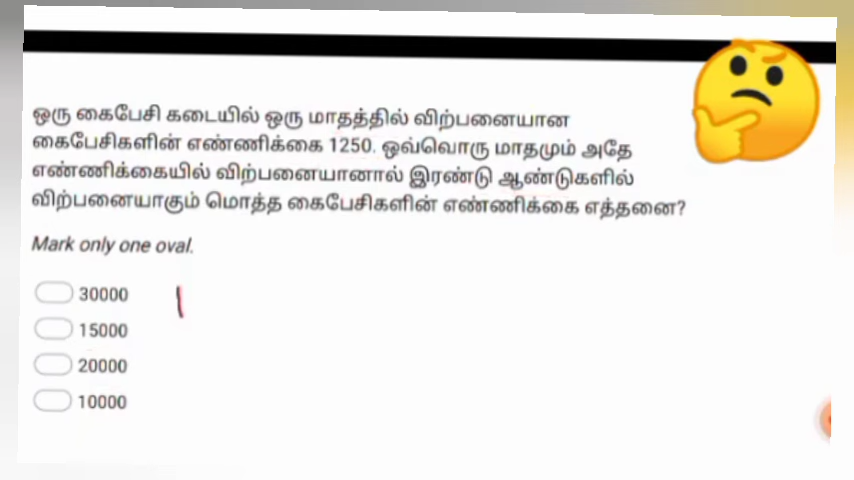 ஒரு கைபேசி கடையில் ஒரு மாதத்தில் விற்பனையான
கைபேசிகளின் எண்ணிக்கை 1250. ஒவ்வொரு மாதமும் அதே
எண்ணிக்கையில் விற்பனையானால் இரண்டு ஆண்டுகளில்
விற்பனையாகும் மொத்த கைபேசிகளின் எண்ணிக்கை எத்தனை?
Mark only one oval.
30000
15000
20000
10000